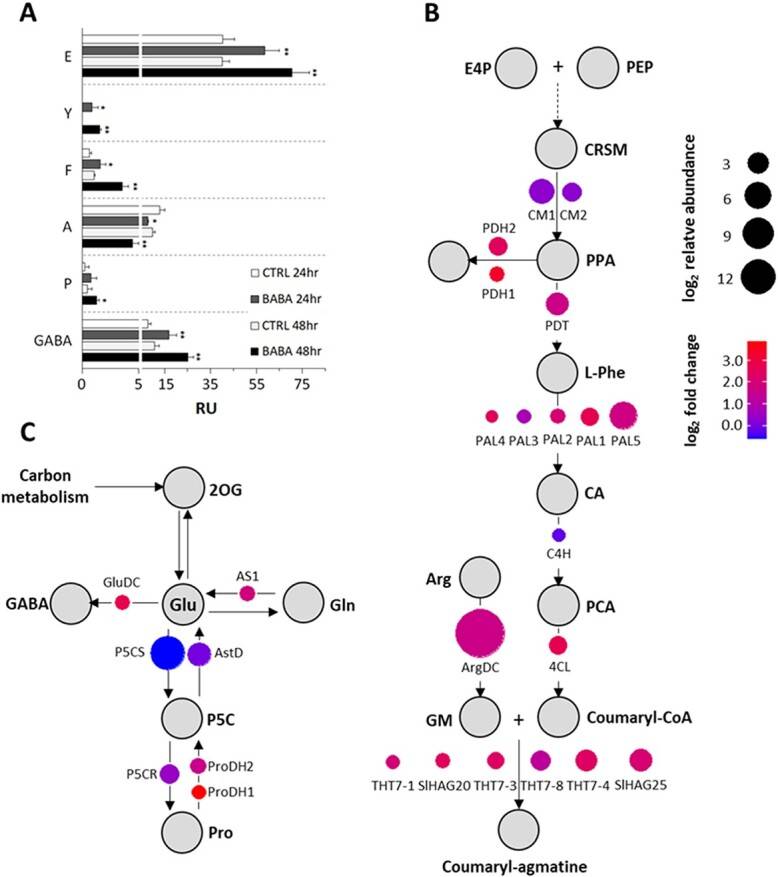 A
E
Y
F
A
P
GABA
** 
**
*
**
*
**
*
**
*
**
**
CTRL 24hr
BABA 24hr
CTRL 48hr
BABA 48hr
0 5 15 35 55 75
RU
B
E4P + PEP
CRSM
CM1 CM2
PDH2
PPA
PDH1
PDT
L-Phe
PAL4 PAL3 PAL2 PAL1 PAL5
CA
C4H
Arg
PCA
ArgDC
4CL
GM + Coumaryl-CoA
THT7-1 SlHAG20 THT7-3 THT7-8 THT7-4 SlHAG25
Coumaryl-agmatine
log2 relatve abundance
3
6
9
12
log2 fold change
3.0
2.0
1.0
0.0
C
Carbon
metabolism
2OG
GluDC
AS1
GABA
Glu
Gln
P5CS
AstD
P5C
P5CR
ProDH2
ProDH1
Pro